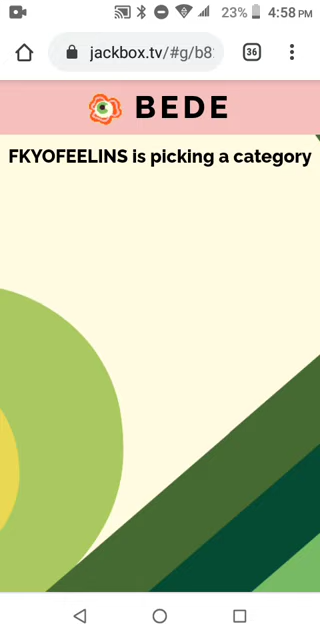 23% 4:58 PM
jackbox.tv/#g/b8
36
BEDE
FKYOFEELINS is picking a category